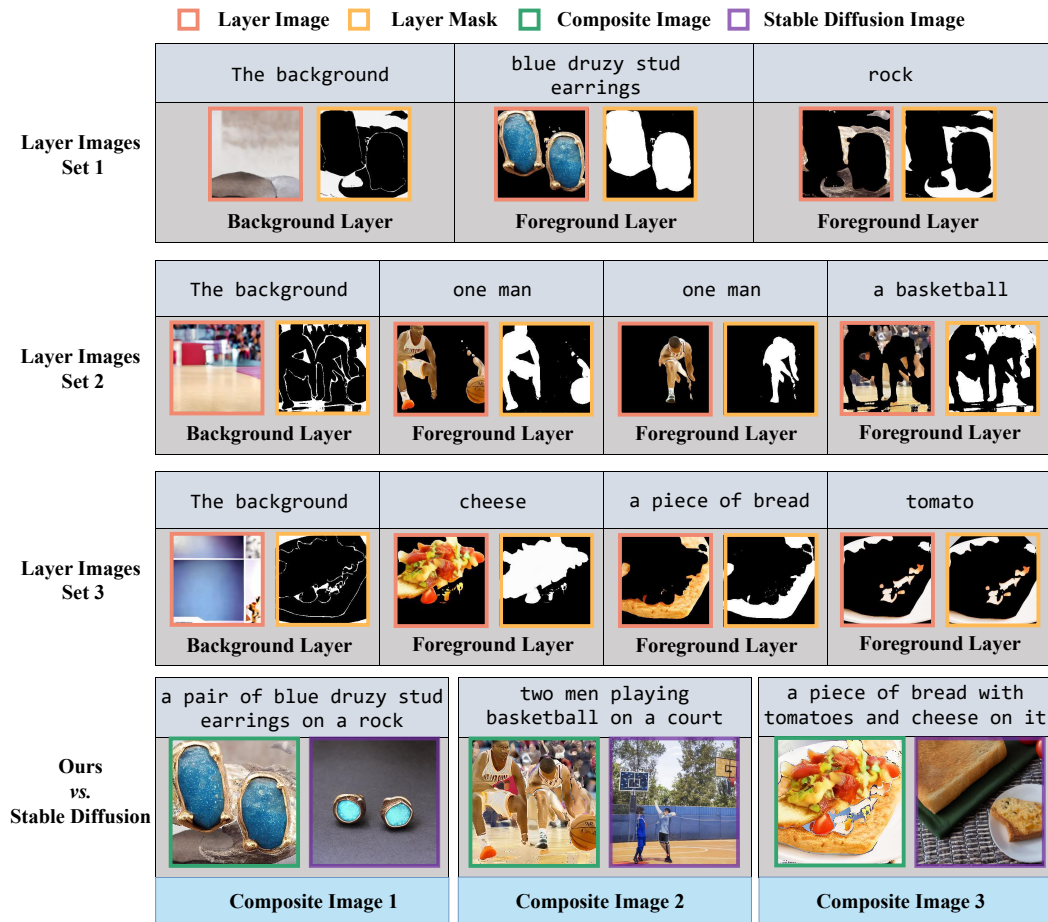 Layer Image Layer Mask Composite Image Stable Diffusion Image
The background
blue druzy stud
earrings
rock
Layer Images
Set 1
Background Layer
Foreground Layer
Foreground Layer
The background
one man
one man
a basketball
Layer Images
Set 2
Background Layer
Foreground Layer
Foreground Layer
Foreground Layer
The background
cheese
a piece of bread
tomato
Layer Images
Set 3
Background Layer
Foreground Layer
Foreground Layer
Foreground Layer
a pair of blue druzy stud
earrings on a rock
two men playing
basketball on a court
a piece of bread with
tomatoes and cheese on it
Ours
vs.
Stable Diffusion
Composite Image 1
Composite Image 2
Composite Image 3